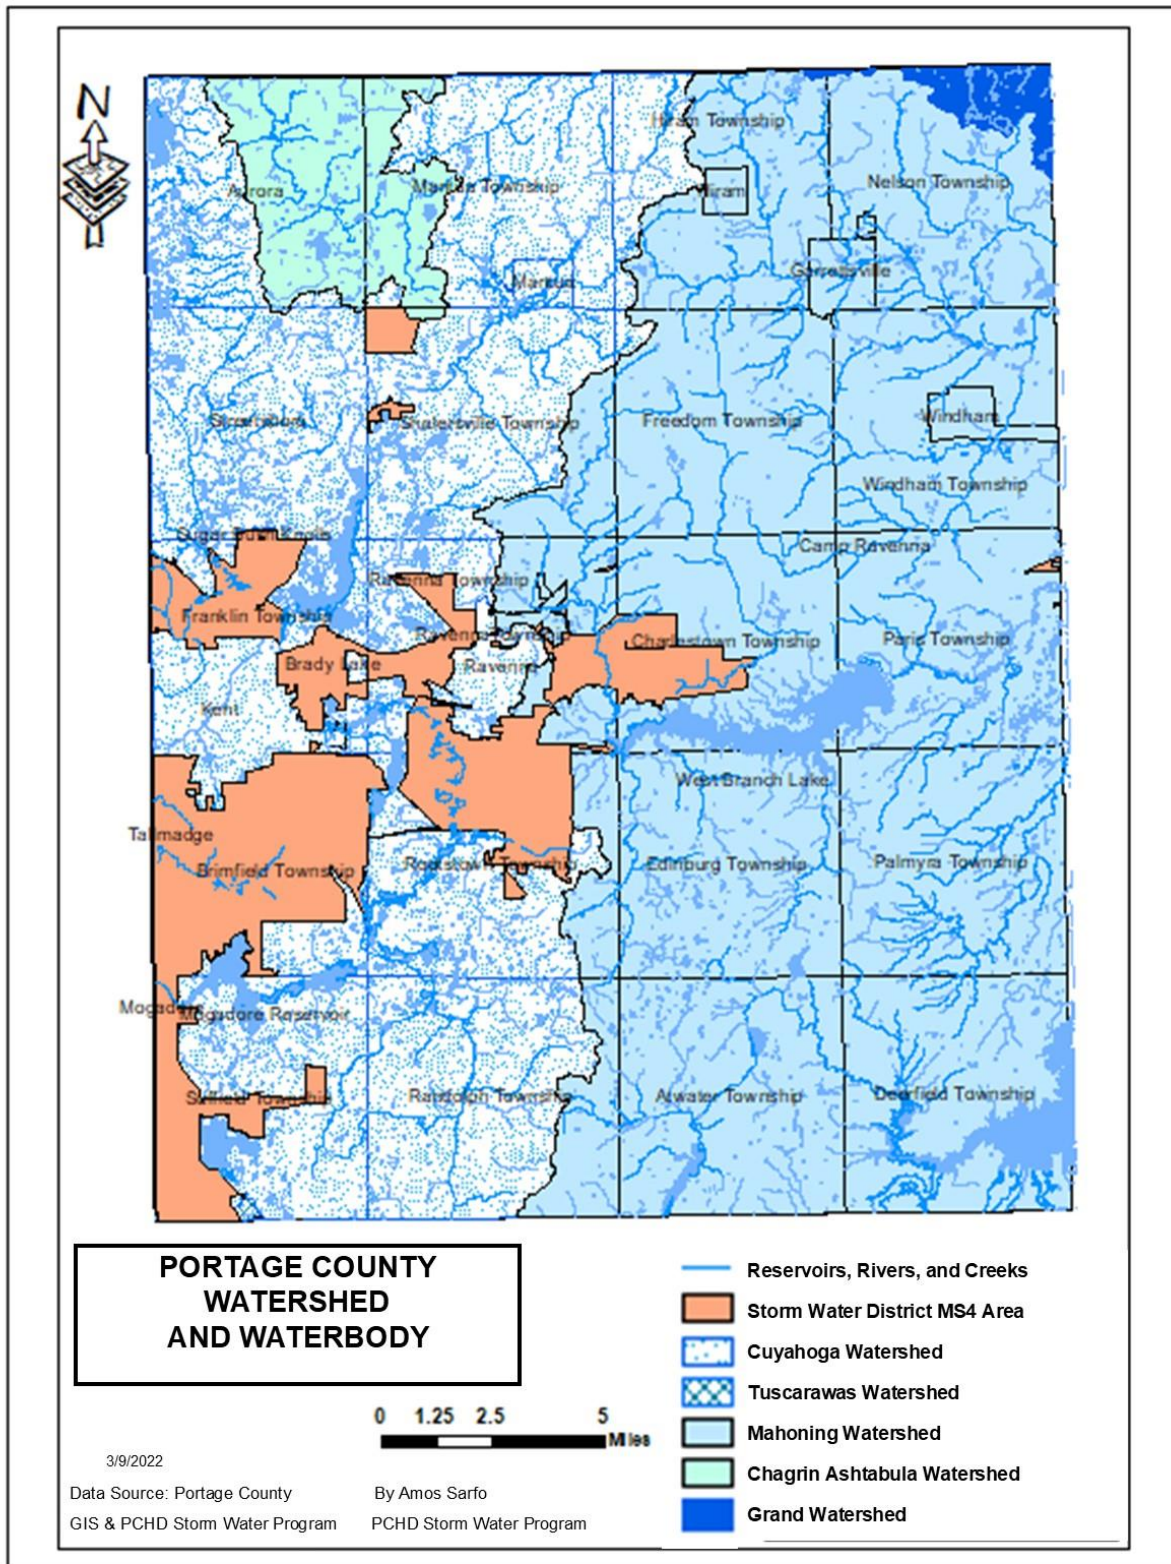 N
Hiram Township
Nelson Township
Aurora
Mantua Township
Hiram
Garrettsville
Mantua
Streetsboro
Shalersville Township
Freedom Township
Windham
Windham Township
Sugar Bush Knolls
Camp Ravenna
Ravenna Township
Franklin Township
Ravenna Township
Charlestown Township
Paris Township
Brady Lake
Ravenna
Kent
West Branch Lake
Tallmadge
Brimfield Township
Rootstown Township
Edinburg Township
Palmyra Township
Mogadore
Mogadore Reservoir
Suffield Township
Randolph Township
Atwater Township
Deerfield Township
PORTAGE COUNTY
WATERSHED
AND WATERBODY
Reservoirs, Rivers, and Creeks
Storm Water District MS4 Area
Cuyahoga Watershed
Tuscarawas Watershed
Mahoning Watershed
Chagrin Ashtabula Watershed
Grand Watershed
0 1.25 2.5 5
Miles
3/9/2022
Data Source: Portage County
GIS & PCHD Storm Water Program
By Amos Sarfo
PCHD Storm Water Program